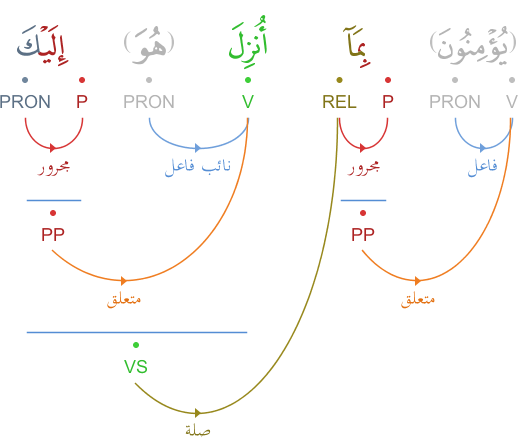 (يُؤْمِنُونَ) بِمَآ أُنزِلَ (هُوَ) إِلَيْكَ
PRON P PRON V REL P PRON V
مجرور نائب فاعل مجرور فاعل
PP PP
متعلق متعلق
VS
صلة